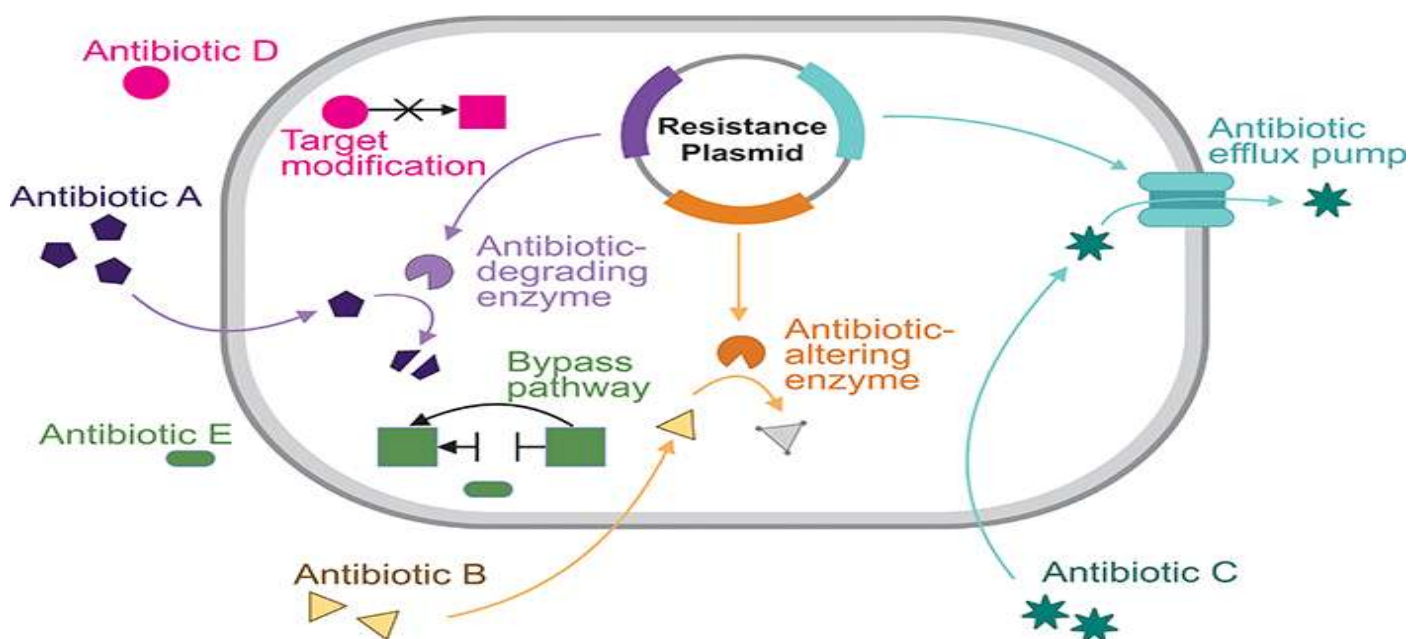 Antibiotic D
Target
modification
Resistance
Plasmid
Antibiotic
efflux pump
Antibiotic A
Antibiotic-
degrading
enzyme
Bypass
pathway
Antibiotic-
altering
enzyme
Antibiotic E
Antibiotic B
Antibiotic C